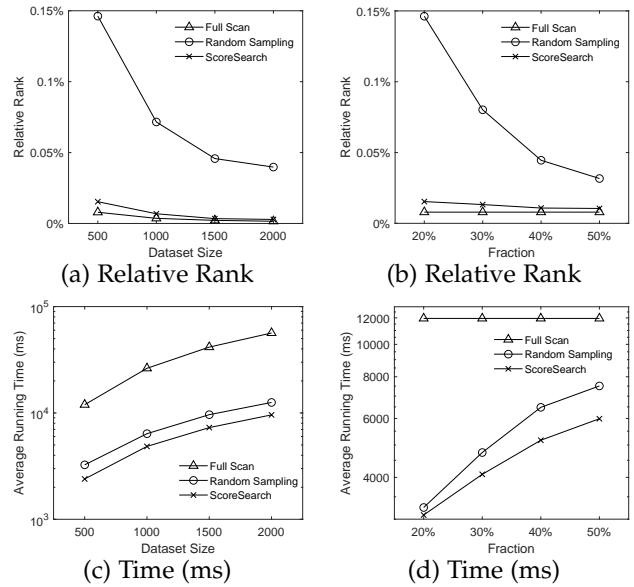 0.15%
0.1%
0.05%
0%
Relative Rank
Full Scan
Random Sampling
ScoreSearch
500 1000 1500 2000
Dataset Size
(a) Relative Rank
0.15%
0.1%
0.05%
0%
Relative Rank
Full Scan
Random Sampling
ScoreSearch
20% 30% 40% 50%
Fraction
(b) Relative Rank
10^5
10^4
10^3
Average Running Time (ms)
Full Scan
Random Sampling
ScoreSearch
500 1000 1500 2000
Dataset Size
(c) Time (ms)
12000
10000
8000
6000
4000
Average Running Time (ms)
Full Scan
Random Sampling
ScoreSearch
20% 30% 40% 50%
Fraction
(d) Time (ms)